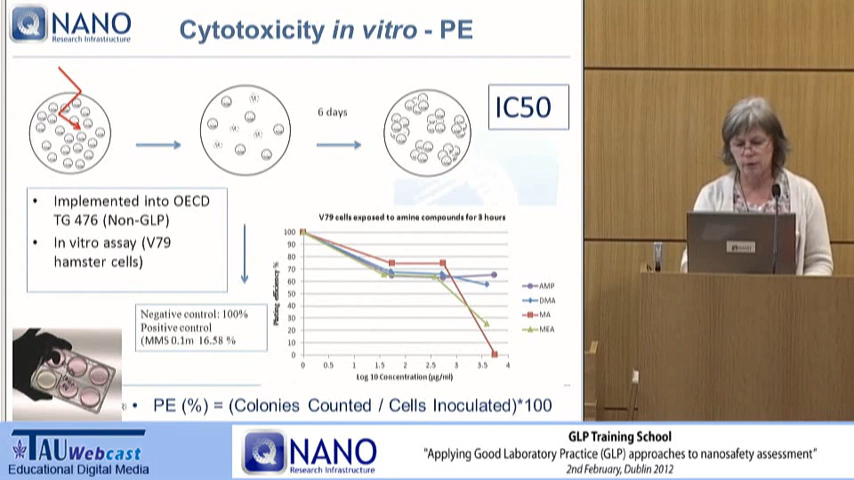 Q NANO
Research Infrastructure
Cytotoxicity in vitro - PE
6 days
IC50
• Implemented into OECD
TG 476 (Non-GLP)
• In vitro assay (V79
hamster cells)
Negative control: 100%
Positive control
(MMS 0.1m 16.58 %
V79 cells exposed to amine compounds for 3 hours
Plating efficiency %
100
90
80
70
60
50
40
30
20
10
0
0 0.5 1 1.5 2 2.5 3 3.5 4
Log 10 Concentration (µg/ml)
AMP
DMA
MA
MEA
• PE (%) = (Colonies Counted / Cells Inoculated)*100
TAU Webcast
Educational Digital Media
Q NANO
Research Infrastructure
GLP Training School
"Applying Good Laboratory Practice (GLP) approaches to nanosafety assessment"
2nd February, Dublin 2012